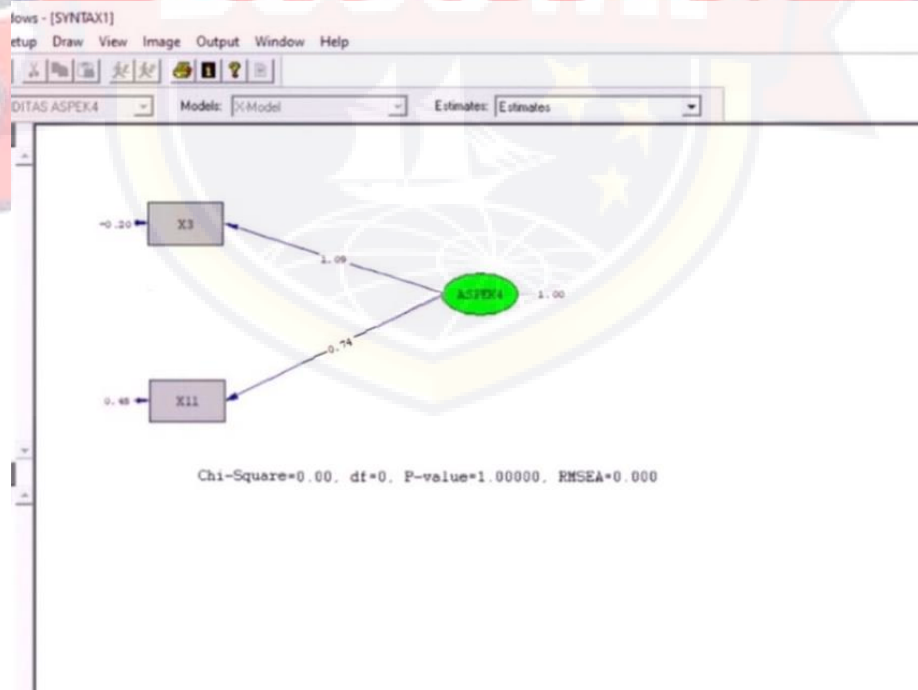 dows - [SYNTAX1]
etup Draw View Image Output Window Help
DITAS ASPEK4 Models: X-Model Estimates: Estimates
-0.20 X3
1.09
ASPEK4 1.00
0.74
0.45 X11
Chi-Square=0.00, df=0, P-value=1.00000, RMSEA=0.000